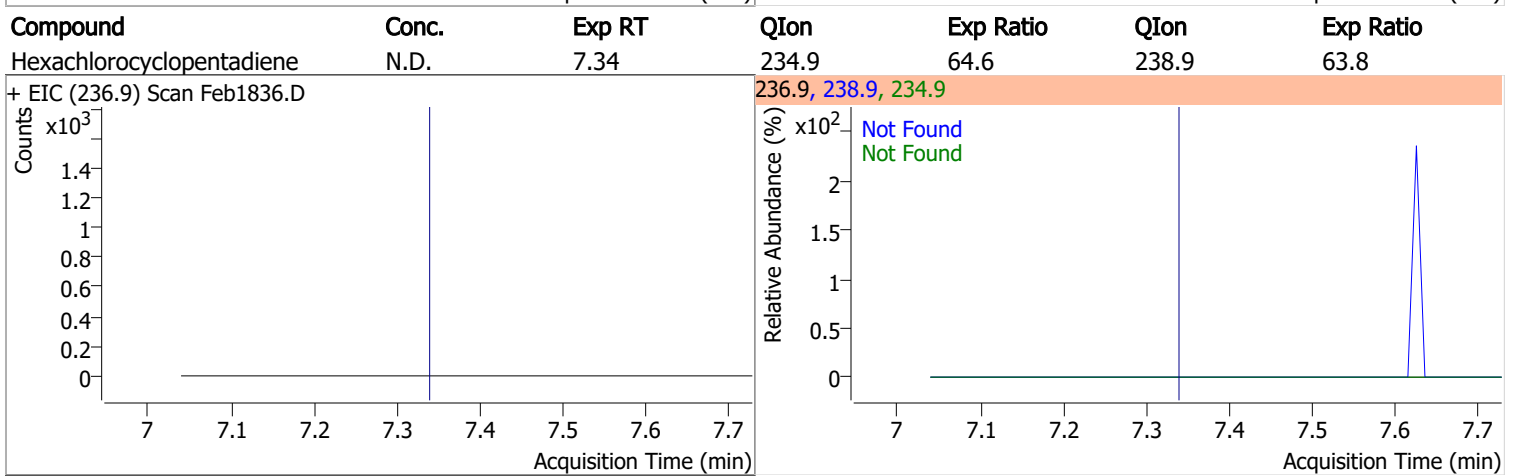 Compound Conc. Exp RT QIon Exp Ratio QIon Exp Ratio
Hexachlorocyclopentadiene N.D. 7.34 234.9 64.6 238.9 63.8
+ EIC (236.9) Scan Feb1836.D
Counts
x10³
1.4
1.2
1
0.8
0.6
0.4
0.2
0
7 7.1 7.2 7.3 7.4 7.5 7.6 7.7
Acquisition Time (min)
236.9, 238.9, 234.9
Relative Abundance (%)
x10²
Not Found
Not Found
2
1.5
1
0.5
0
7 7.1 7.2 7.3 7.4 7.5 7.6 7.7
Acquisition Time (min)